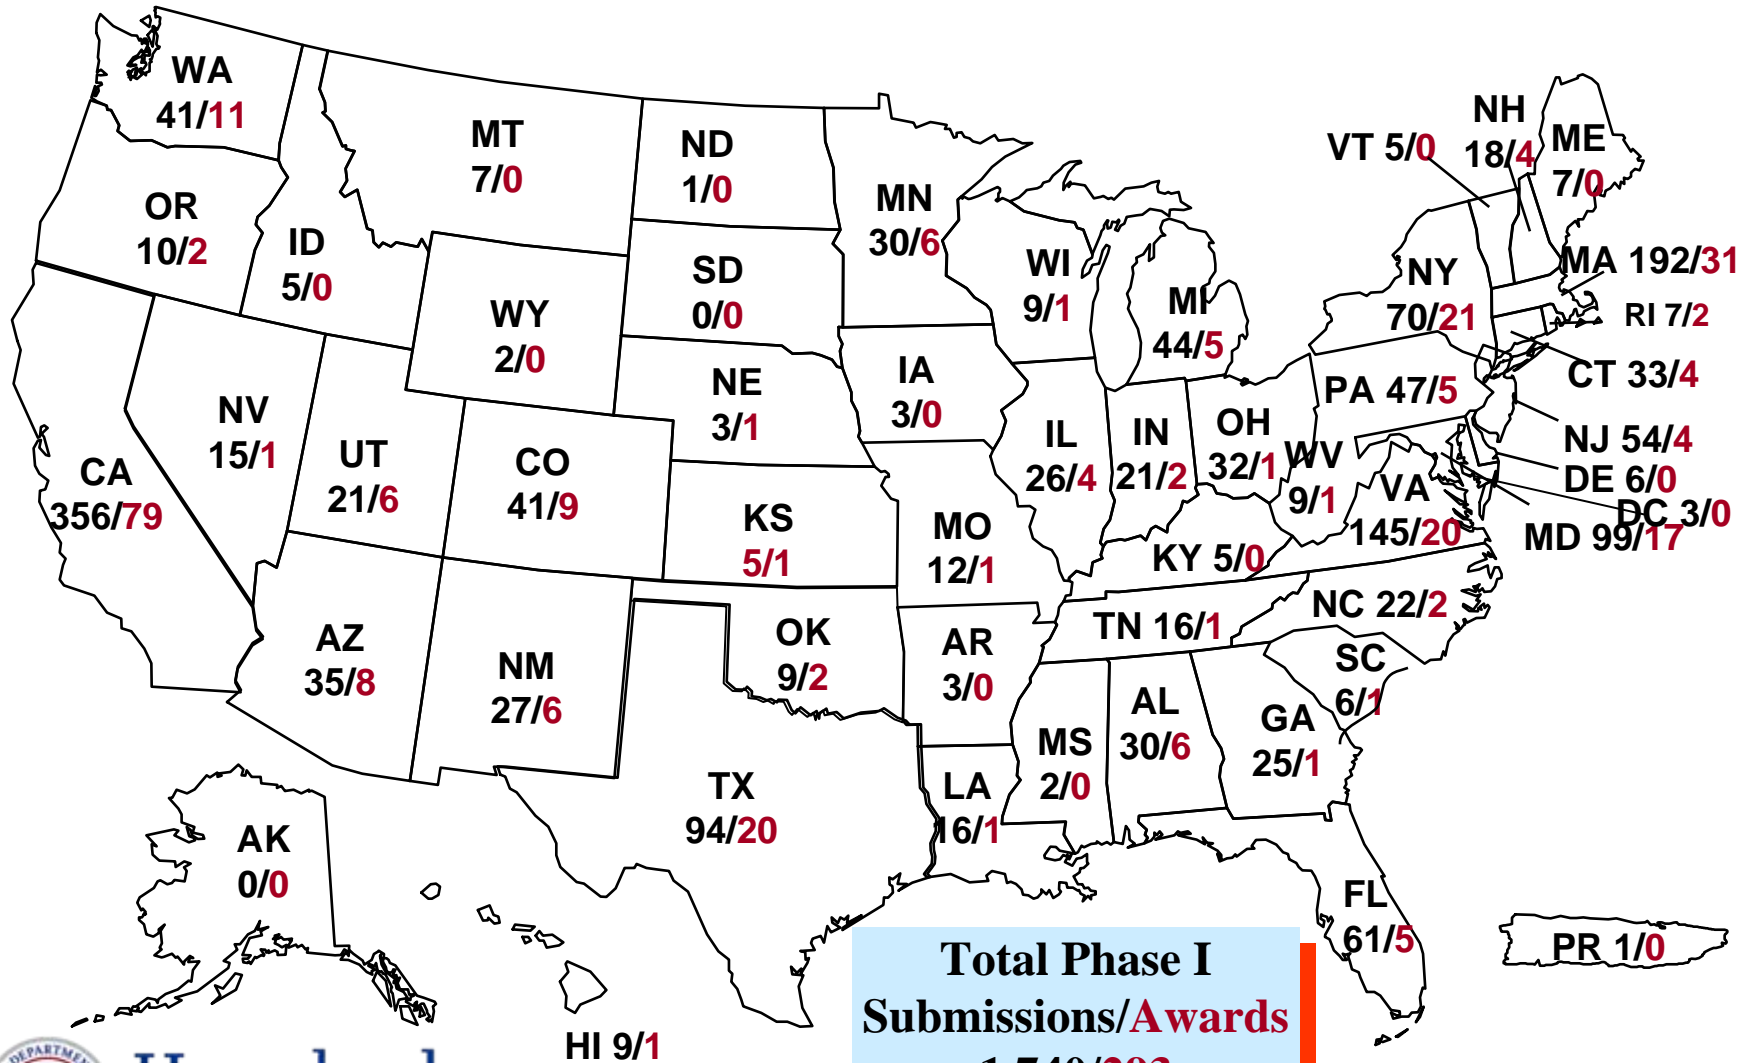 WA
41/11
MT
7/0
ND
1/0
MN
30/6
VT 5/0
NH
18/4
ME
7/0
OR
10/2
ID
5/0
WY
2/0
SD
0/0
WI
9/1
MI
44/5
NY
70/21
MA 192/31
RI 7/2
CT 33/4
NJ 54/4
DE 6/0
DC 3/0
MD 99/17
CA
356/79
NV
15/1
UT
21/6
CO
41/9
NE
3/1
KS
5/1
IA
3/0
MO
12/1
IL
26/4
IN
21/2
OH
32/1
PA 47/5
WV
9/1
VA
145/20
KY 5/0
TN 16/1
NC 22/2
SC
6/1
AZ
35/8
NM
27/6
OK
9/2
AR
3/0
TX
94/20
LA
16/1
MS
2/0
AL
30/6
GA
25/1
FL
61/5
AK
0/0
HI 9/1
PR 1/0
Total Phase I
Submissions/Awards